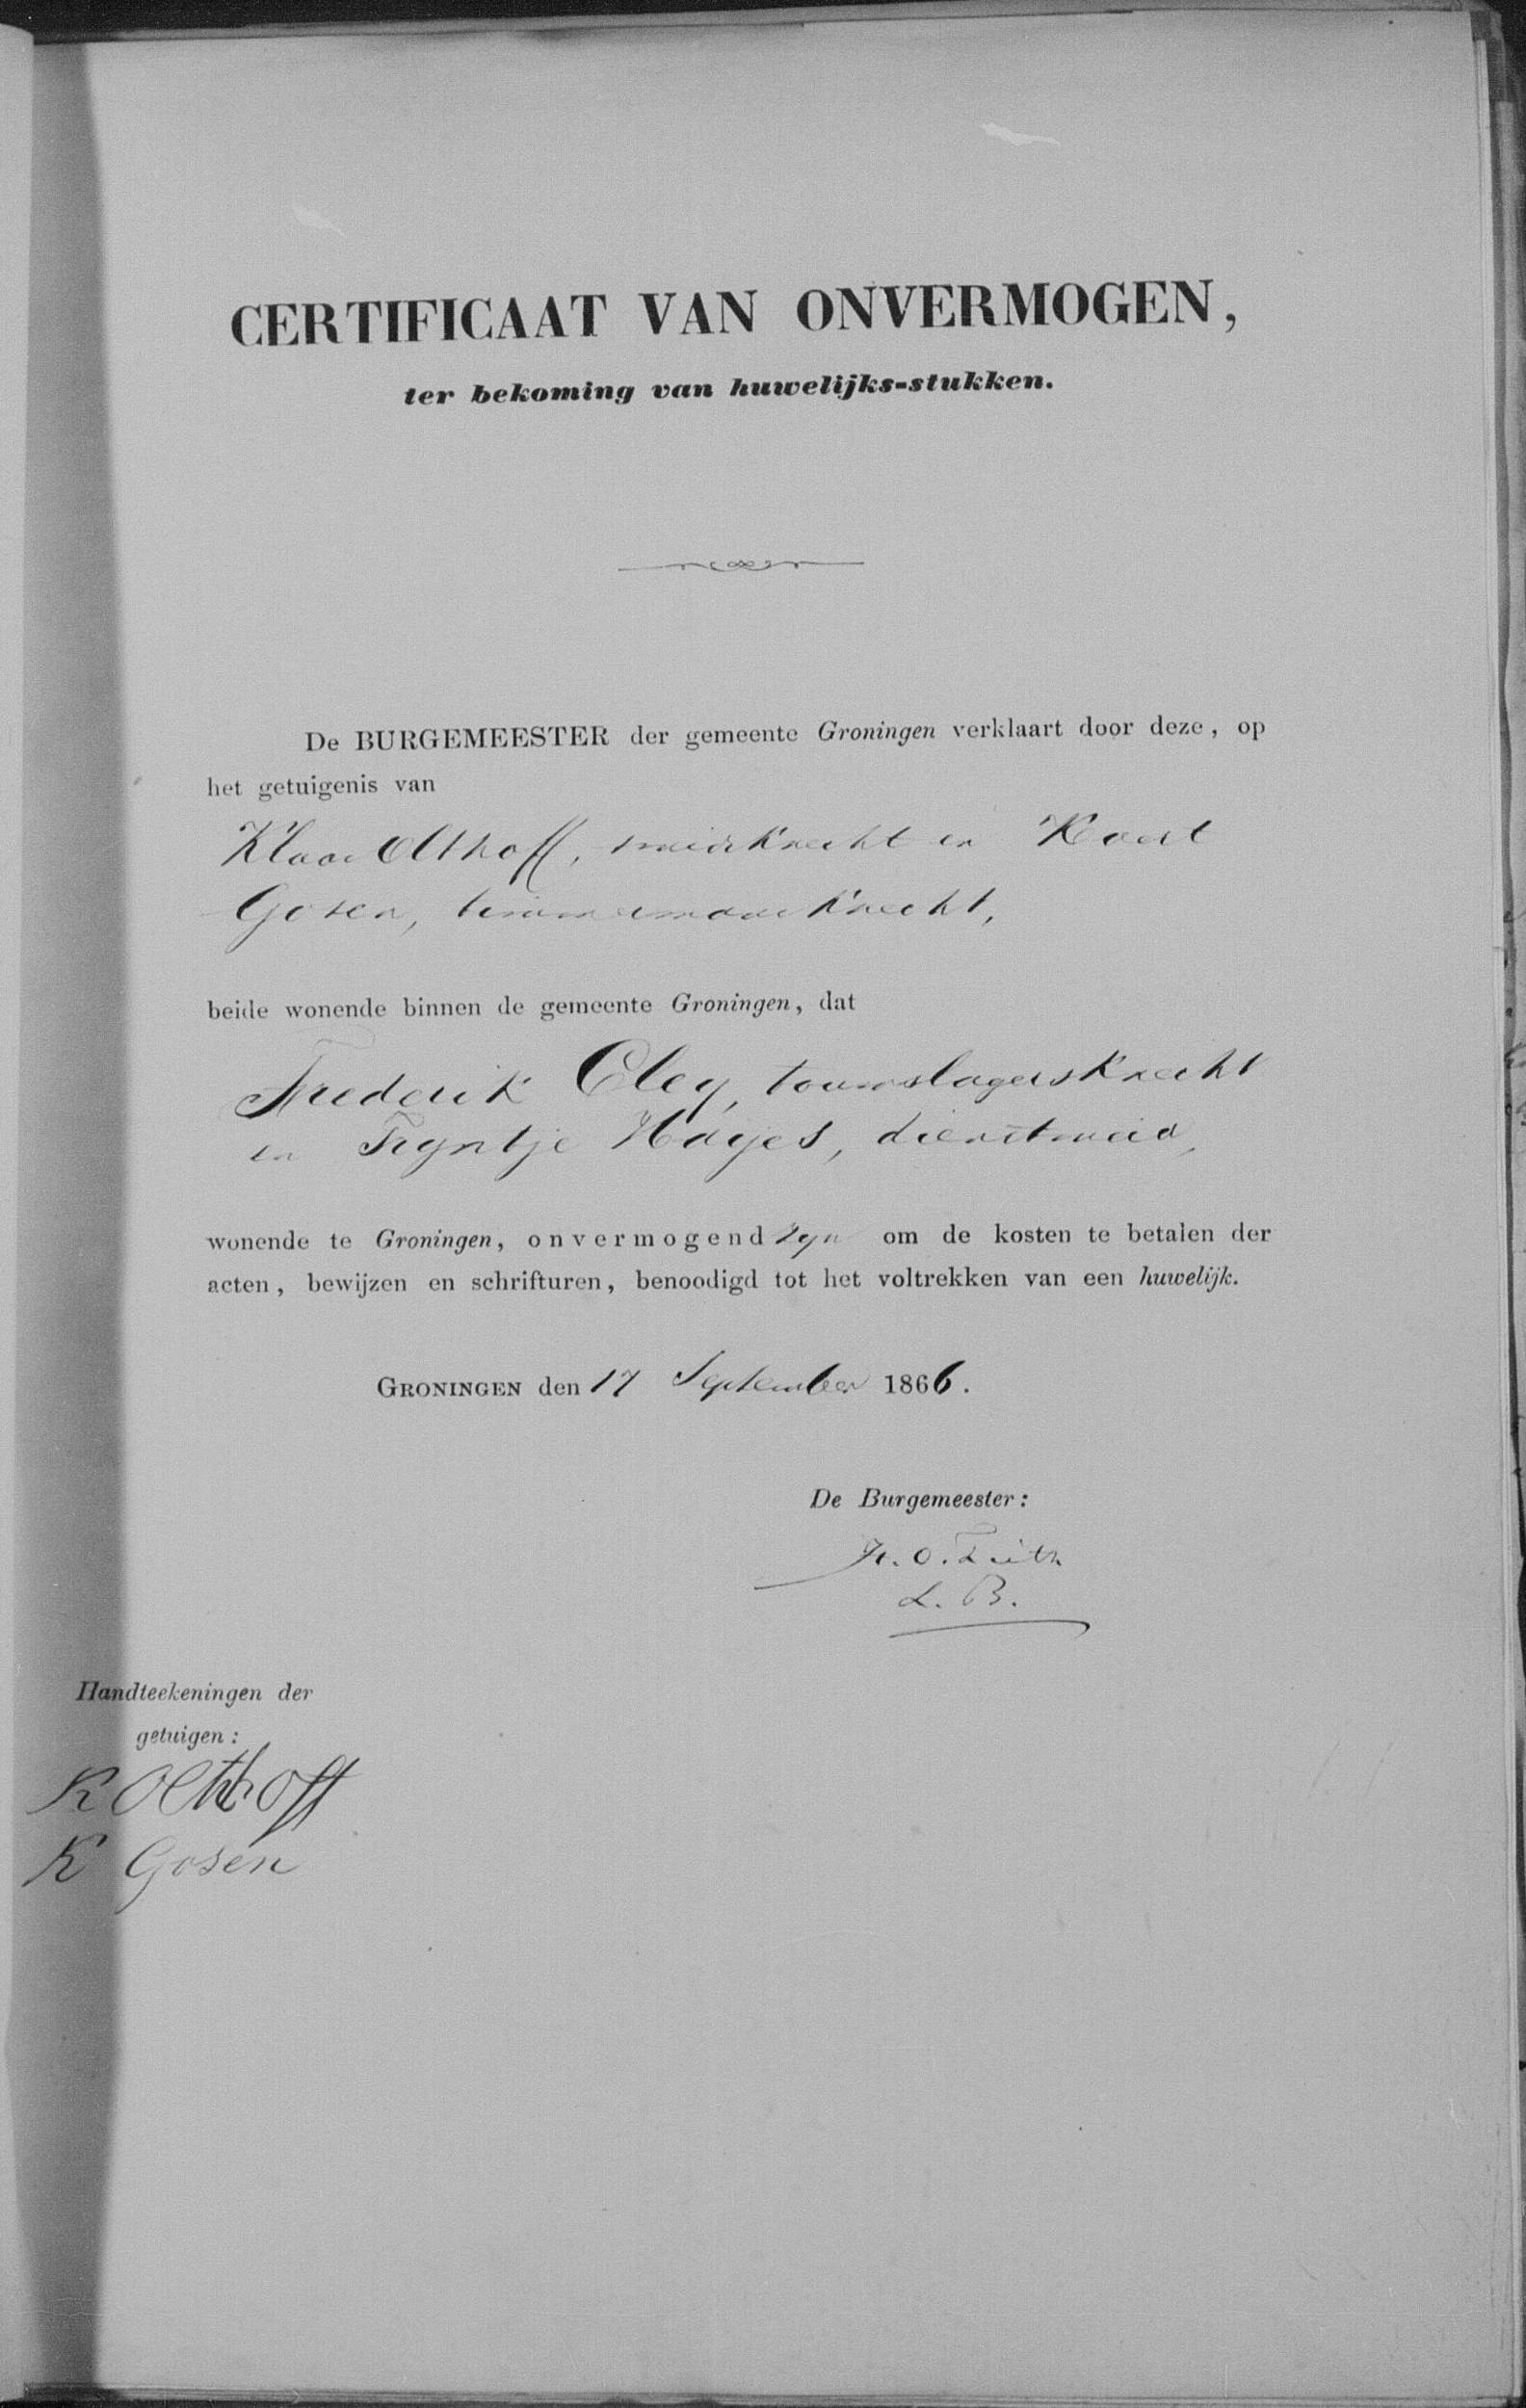 CERTIFICAAT VAN ONVERMOGEN,
ter bekoming van huwelijks-stukken.
De BURGEMEESTER der gemeente Groningen verklaart door deze, op
het getuigenis van
Klaas Olthoff, smidsknecht en Koert
Gosen, timmermansknecht,
beide wonende binnen de gemeente Groningen, dat
Frederik Cley, touwslagersknecht
en Trijntje Hayes, dienstmeid,
wonende te Groningen, onvermogend zijn om de kosten te betalen der
acten, bewijzen en schrifturen, benoodigd tot het voltrekken van een huwelijk.
GRONINGEN den 17 September 1866.
De Burgemeester:
L. B.
Handteekeningen der
getuigen:
K Olthoff
K Gosen